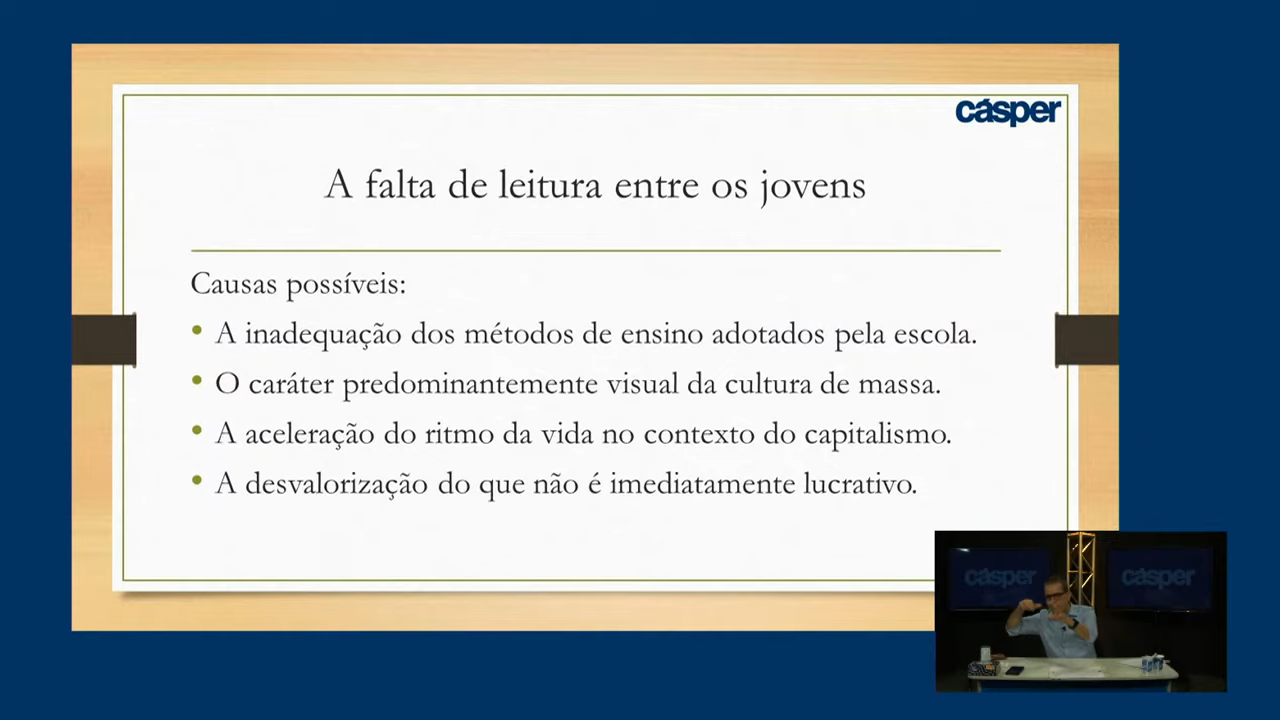 cásper
A falta de leitura entre os jovens
Causas possíveis:
• A inadequação dos métodos de ensino adotados pela escola.
• O caráter predominantemente visual da cultura de massa.
• A aceleração do ritmo da vida no contexto do capitalismo.
• A desvalorização do que não é imediatamente lucrativo.
cásper cásper